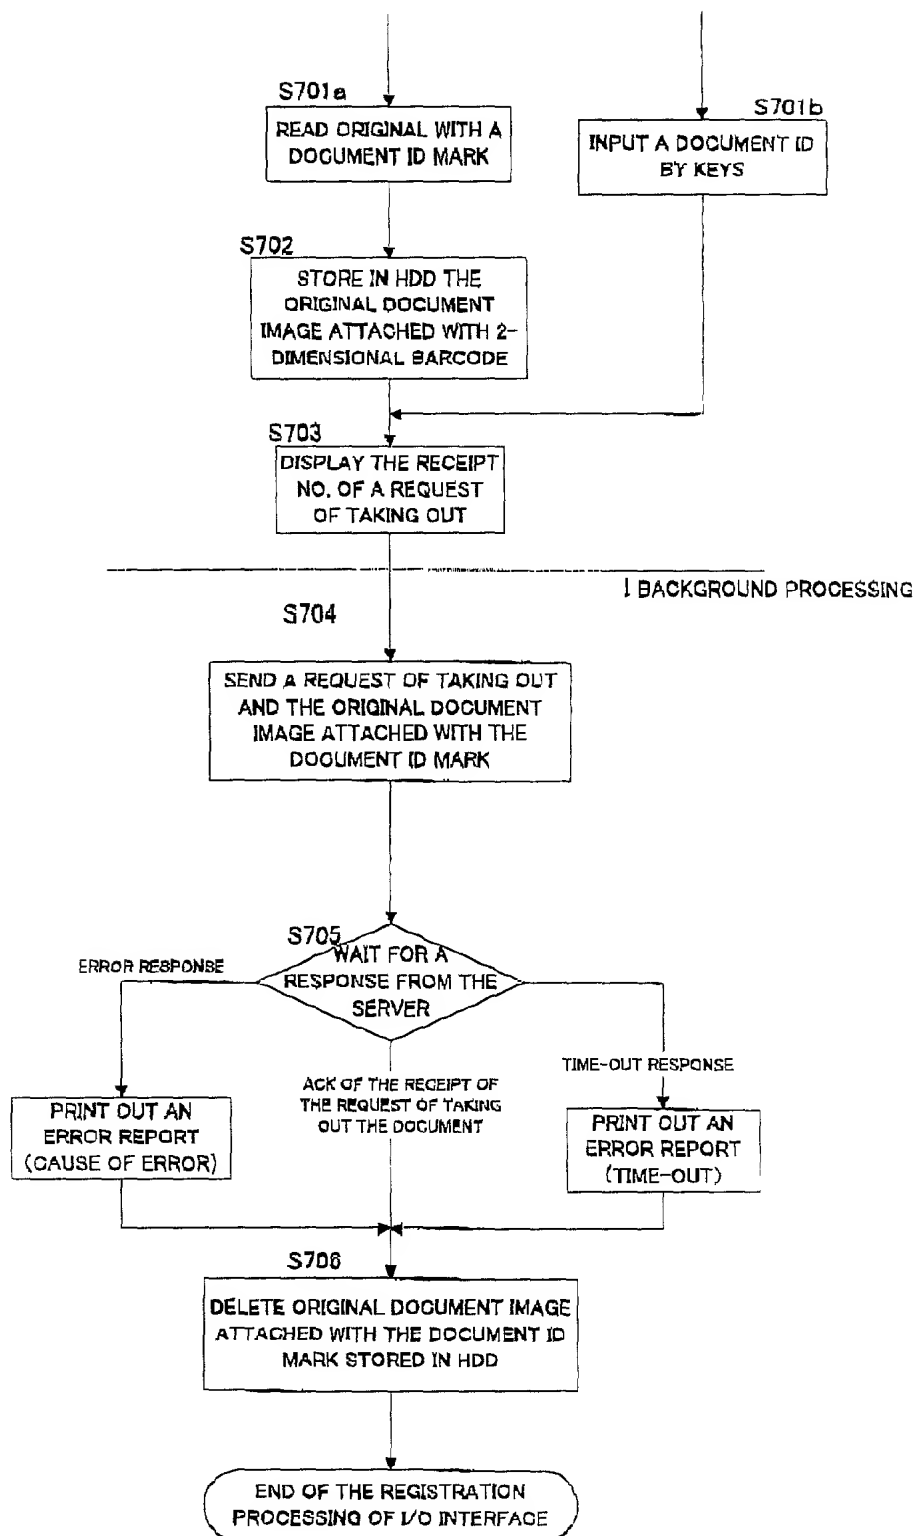 S701a
READ ORIGINAL WITH A
DOCUMENT ID MARK
S701b
INPUT A DOCUMENT ID
BY KEYS
S702
STORE IN HDD THE
ORIGINAL DOCUMENT
IMAGE ATTACHED WITH 2-
DIMENSIONAL BARCODE
S703
DISPLAY THE RECEIPT
NO. OF A REQUEST
OF TAKING OUT
↓ BACKGROUND PROCESSING
S704
SEND A REQUEST OF TAKING OUT
AND THE ORIGINAL DOCUMENT
IMAGE ATTACHED WITH THE
DOCUMENT ID MARK
S705
WAIT FOR A
RESPONSE FROM THE
SERVER
ERROR RESPONSE
TIME-OUT RESPONSE
ACK OF THE RECEIPT OF
THE REQUEST OF TAKING
OUT THE DOCUMENT
PRINT OUT AN
ERROR REPORT
(CAUSE OF ERROR)
PRINT OUT AN
ERROR REPORT
(TIME-OUT)
S706
DELETE ORIGINAL DOCUMENT IMAGE
ATTACHED WITH THE DOCUMENT ID
MARK STORED IN HDD
END OF THE REGISTRATION
PROCESSING OF I/O INTERFACE